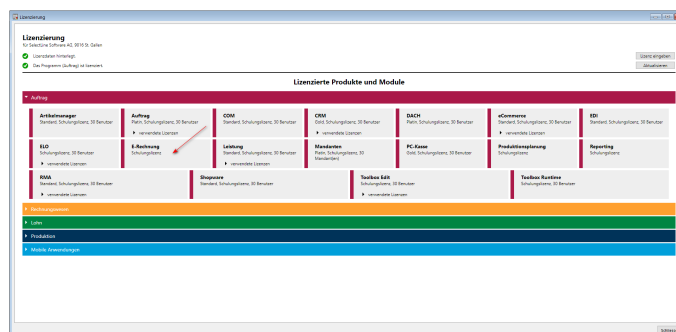 Lizenzierung
Lizenzierung
für SelectLine Software AG, 9016 St. Gallen
Lizenzdaten hinterlegt.
Lizenz eingeben
Das Programm (Auftrag) ist lizenziert.
Aktualisieren
Lizenzierte Produkte und Module
Auftrag
Artikelmanager
Standard, Schulungslizenz, 30 Benutzer
Auftrag
Platin, Schulungslizenz, 30 Benutzer
verwendete Lizenzen
COM
Standard, Schulungslizenz, 30 Benutzer
CRM
Gold, Schulungslizenz, 30 Benutzer
verwendete Lizenzen
DACH
Platin, Schulungslizenz, 30 Benutzer
eCommerce
Standard, Schulungslizenz, 30 Benutzer
verwendete Lizenzen
EDI
Standard, Schulungslizenz, 30 Benutzer
ELO
Schulungslizenz, 30 Benutzer
verwendete Lizenzen
E-Rechnung
Schulungslizenz
Leistung
Standard, Schulungslizenz, 30 Benutzer
verwendete Lizenzen
Mandanten
Platin, Schulungslizenz, 30
Mandant(en)
PC-Kasse
Gold, Schulungslizenz, 30 Benutzer
Produktionsplanung
Schulungslizenz
Reporting
Schulungslizenz
RMA
Standard, Schulungslizenz, 30 Benutzer
verwendete Lizenzen
Shopware
Standard, Schulungslizenz, 30 Benutzer
Toolbox Edit
Schulungslizenz, 30 Benutzer
verwendete Lizenzen
Toolbox Runtime
Schulungslizenz, 30 Benutzer
Rechnungswesen
Lohn
Produktion
Mobile Anwendungen